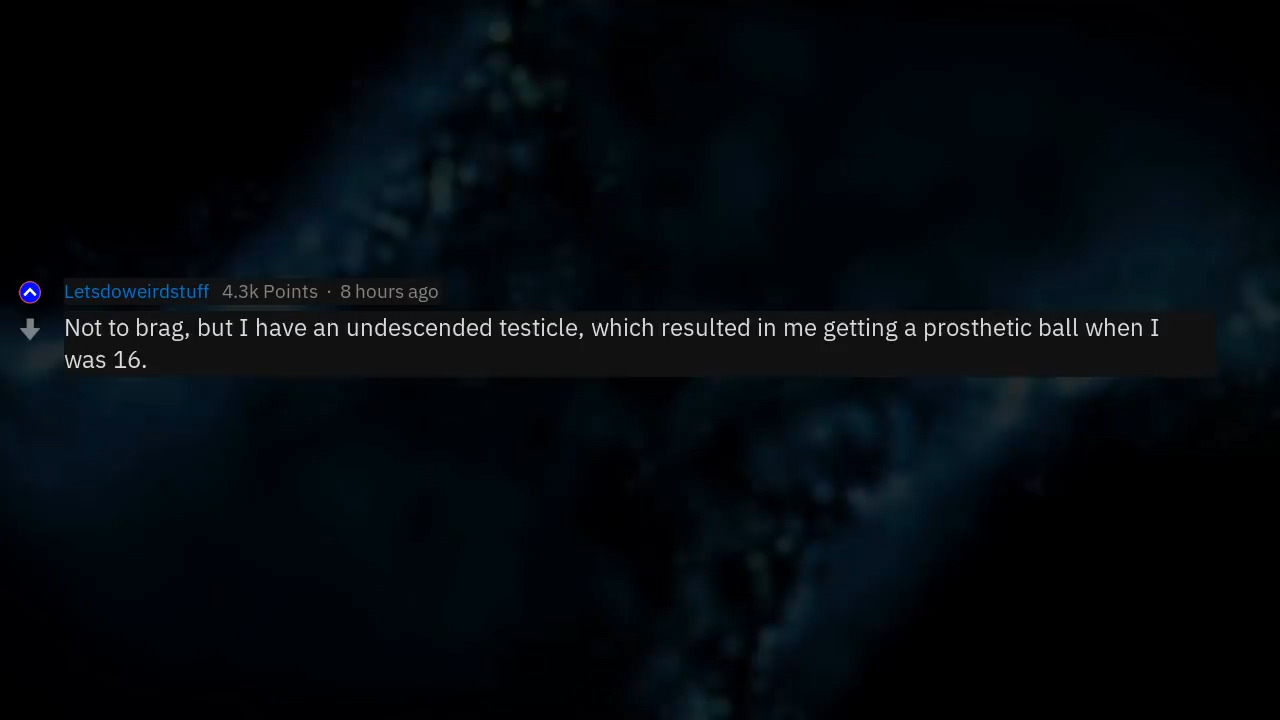 Letsdoweirdstuff 4.3k Points · 8 hours ago
Not to brag, but I have an undescended testicle, which resulted in me getting a prosthetic ball when I
was 16.